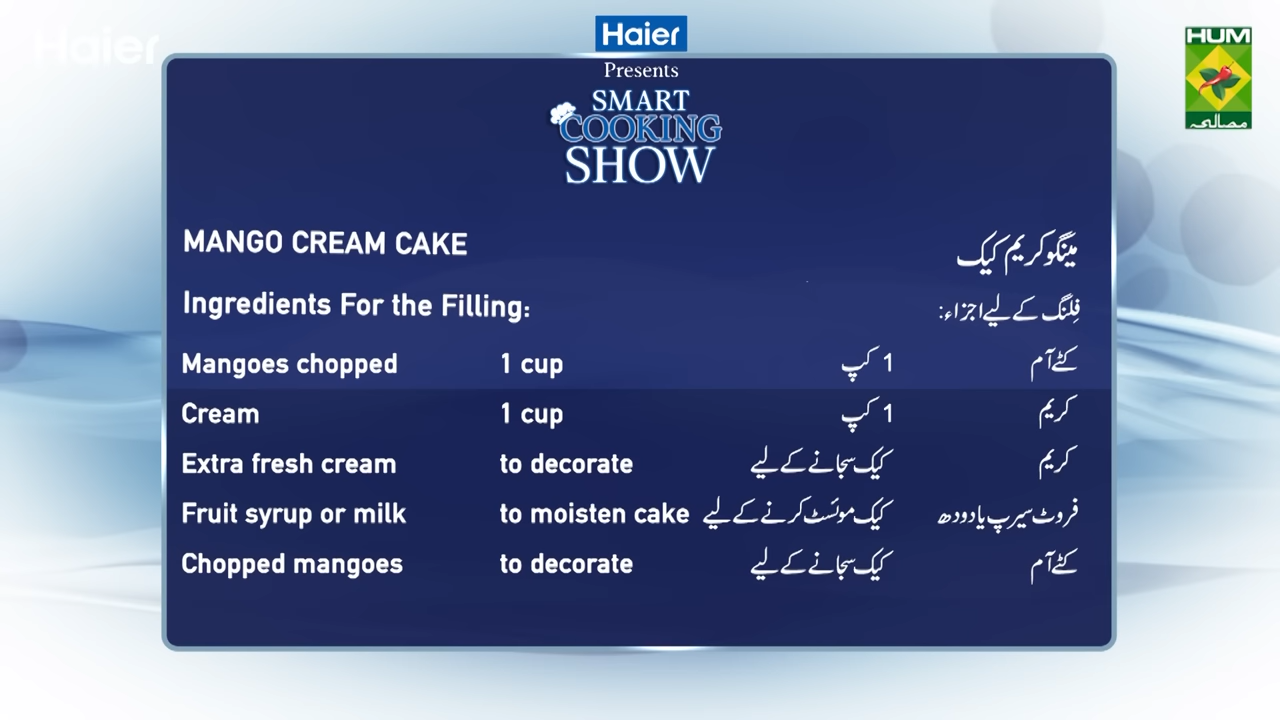 Haier
Haier
HUM
مصالحہ
Presents
SMART
COOKING
SHOW
MANGO CREAM CAKE مینگو کریم کیک
Ingredients For the Filling: فِلنگ کے لیے اجزاء:
Mangoes chopped 1 cup 1 کپ کٹے آم
Cream 1 cup 1 کپ کریم
Extra fresh cream to decorate کیک سجانے کے لیے کریم
Fruit syrup or milk to moisten cake کیک موئسٹ کرنے کے لیے فروٹ سیرپ یا دودھ
Chopped mangoes to decorate کیک سجانے کے لیے کٹے آم